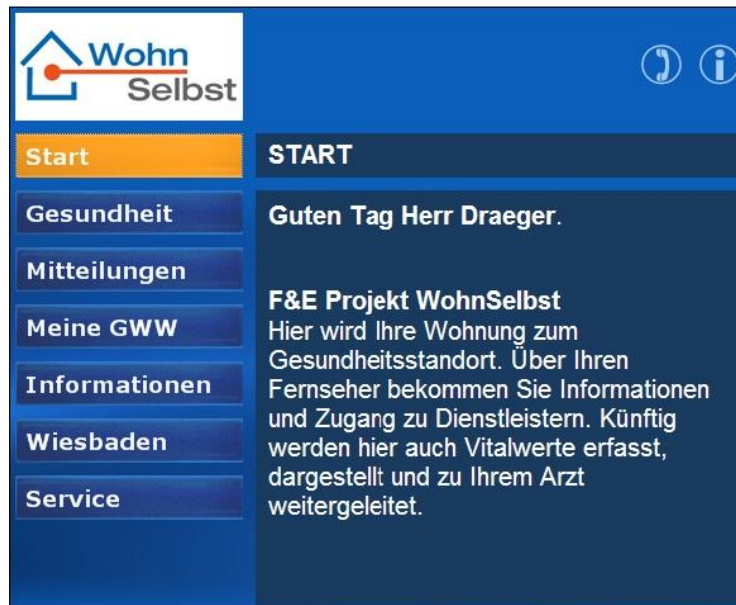 Wohn
Selbst
Start
Gesundheit
Mitteilungen
Meine GWW
Informationen
Wiesbaden
Service
START
Guten Tag Herr Draeger.
F&E Projekt WohnSelbst
Hier wird Ihre Wohnung zum
Gesundheitsstandort. Über Ihren
Fernseher bekommen Sie Informationen
und Zugang zu Dienstleistern. Künftig
werden hier auch Vitalwerte erfasst,
dargestellt und zu Ihrem Arzt
weitergeleitet.